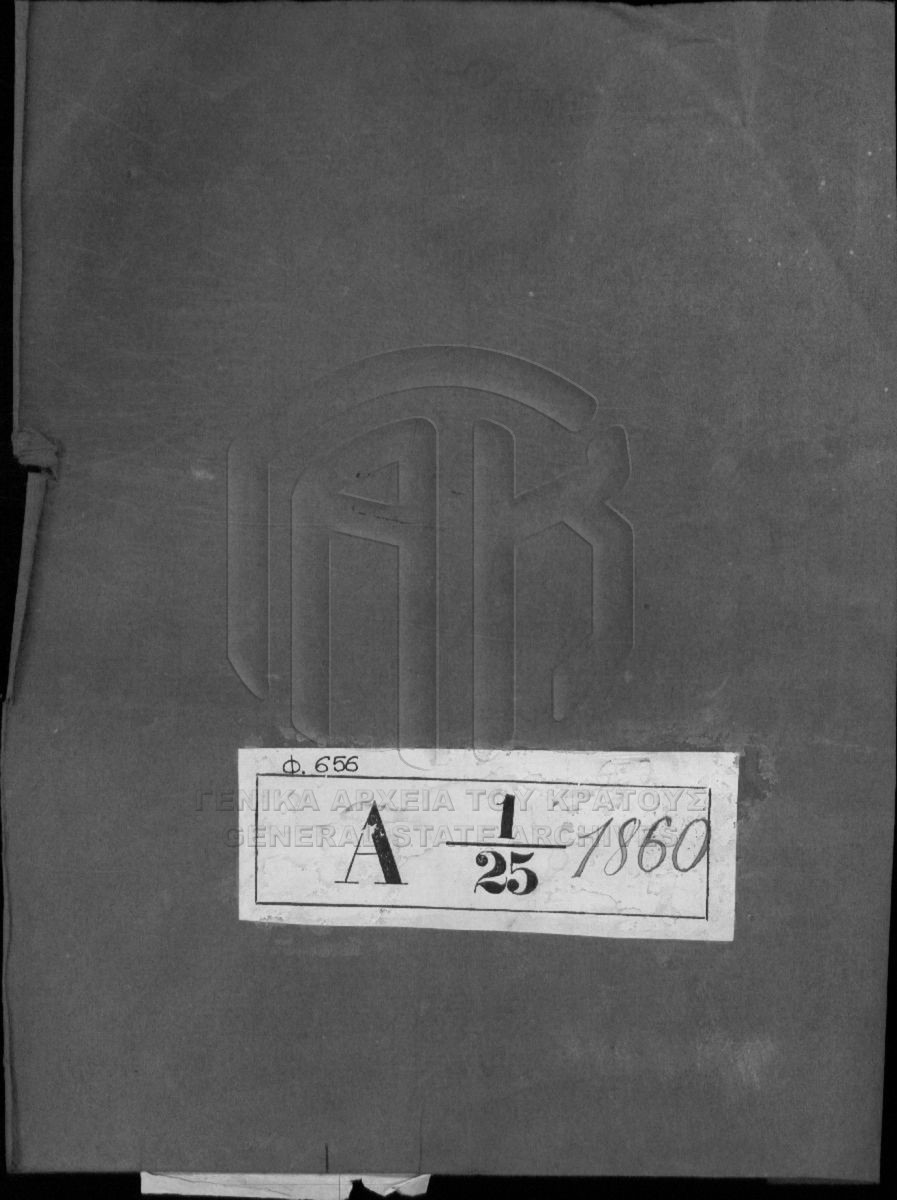 Φ. 656
ΓΕΝΙΚΑ ΑΡΧΕΙΑ ΤΟΥ ΚΡΑΤΟΥΣ
GENERAL STATE ARCHIVES
Α 1/25 1860